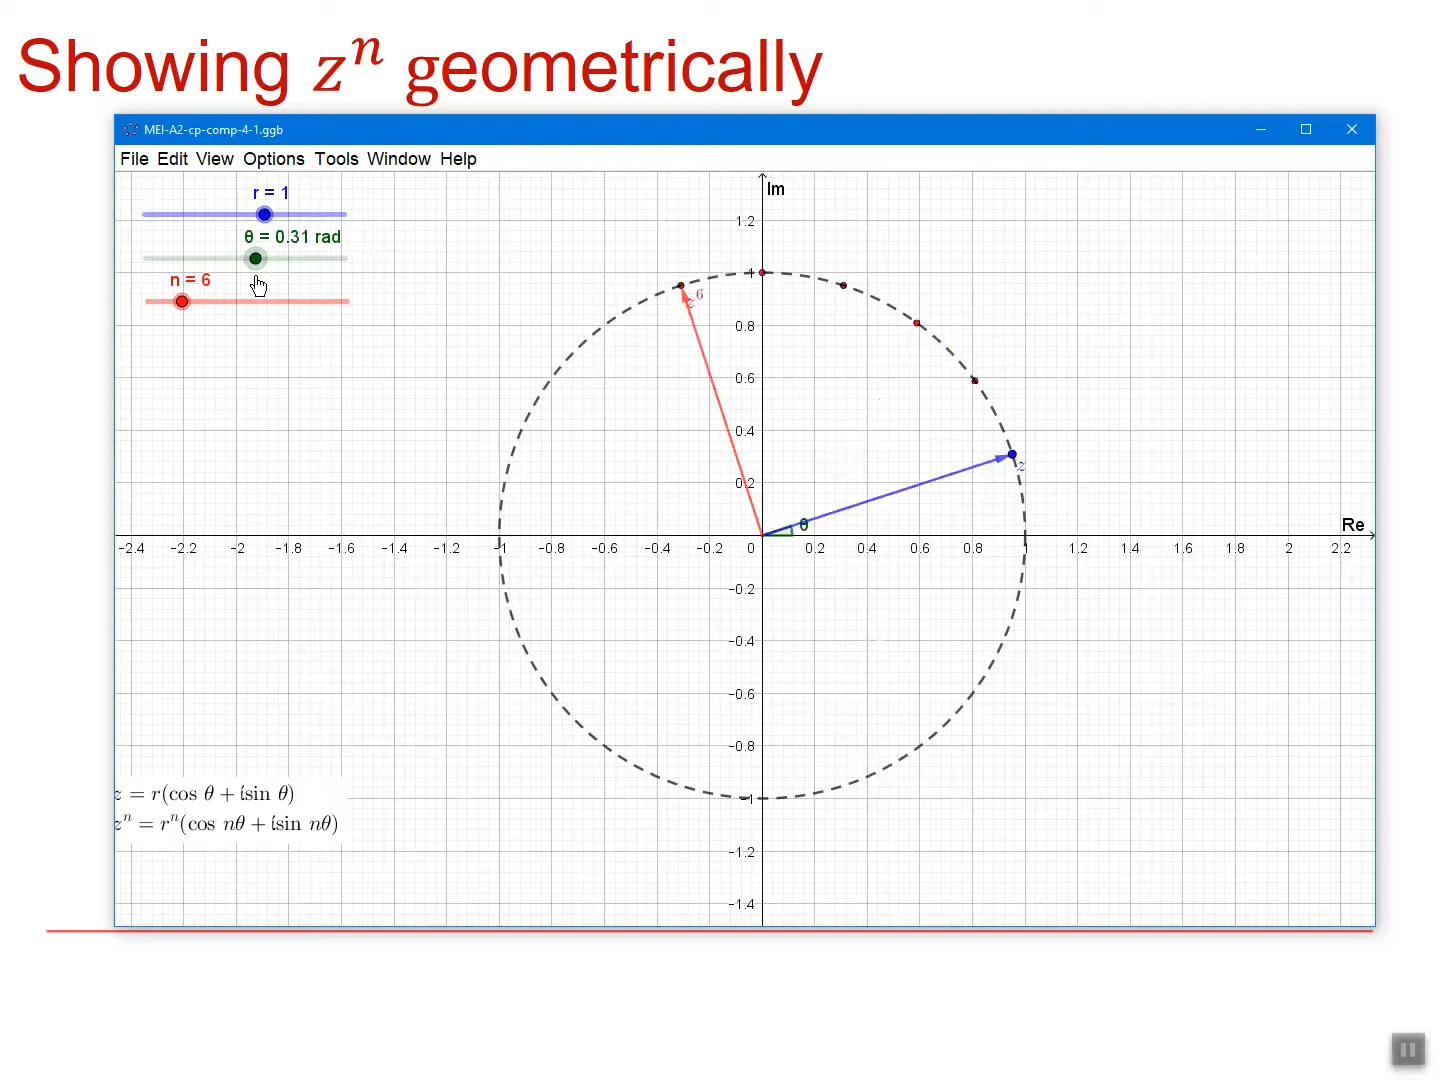 Showing zⁿ geometrically
MEI-A2-cp-comp-4-1.ggb
File Edit View Options Tools Window Help
r = 1
θ = 0.31 rad
n = 6
Im
1.2
1
z⁶
0.8
0.6
0.4
z
0.2
θ
Re
-2.4 -2.2 -2 -1.8 -1.6 -1.4 -1.2 -1 -0.8 -0.6 -0.4 -0.2 0 0.2 0.4 0.6 0.8 1 1.2 1.4 1.6 1.8 2 2.2
-0.2
-0.4
-0.6
-0.8
-1
-1.2
-1.4
z = r(cos θ + i sin θ)
zⁿ = rⁿ(cos nθ + i sin nθ)